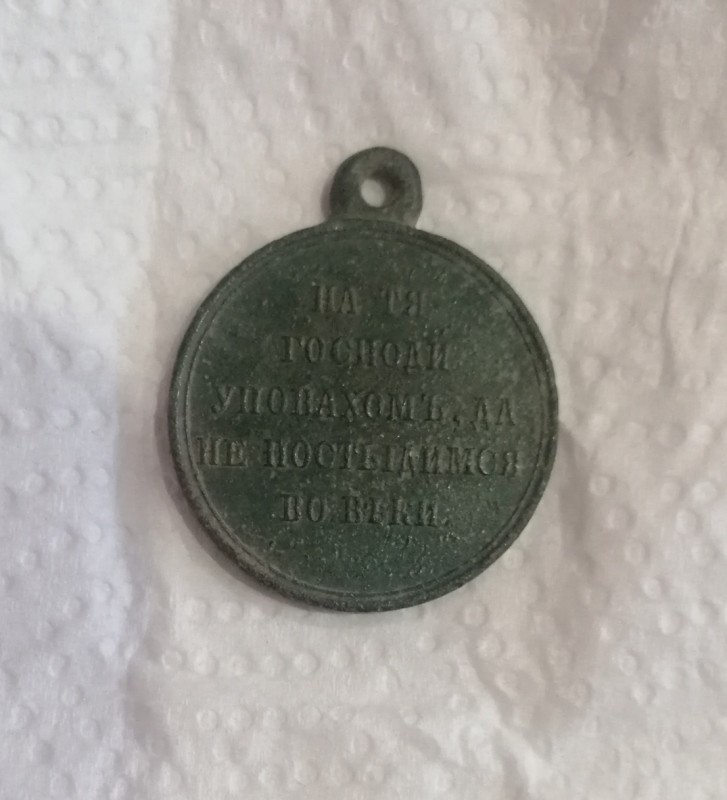 НА ТЯ
ГОСПОДИ
УПОВАХОМЪ, ДА
НЕ ПОСТЫДИМСЯ
ВО ВѢКИ.